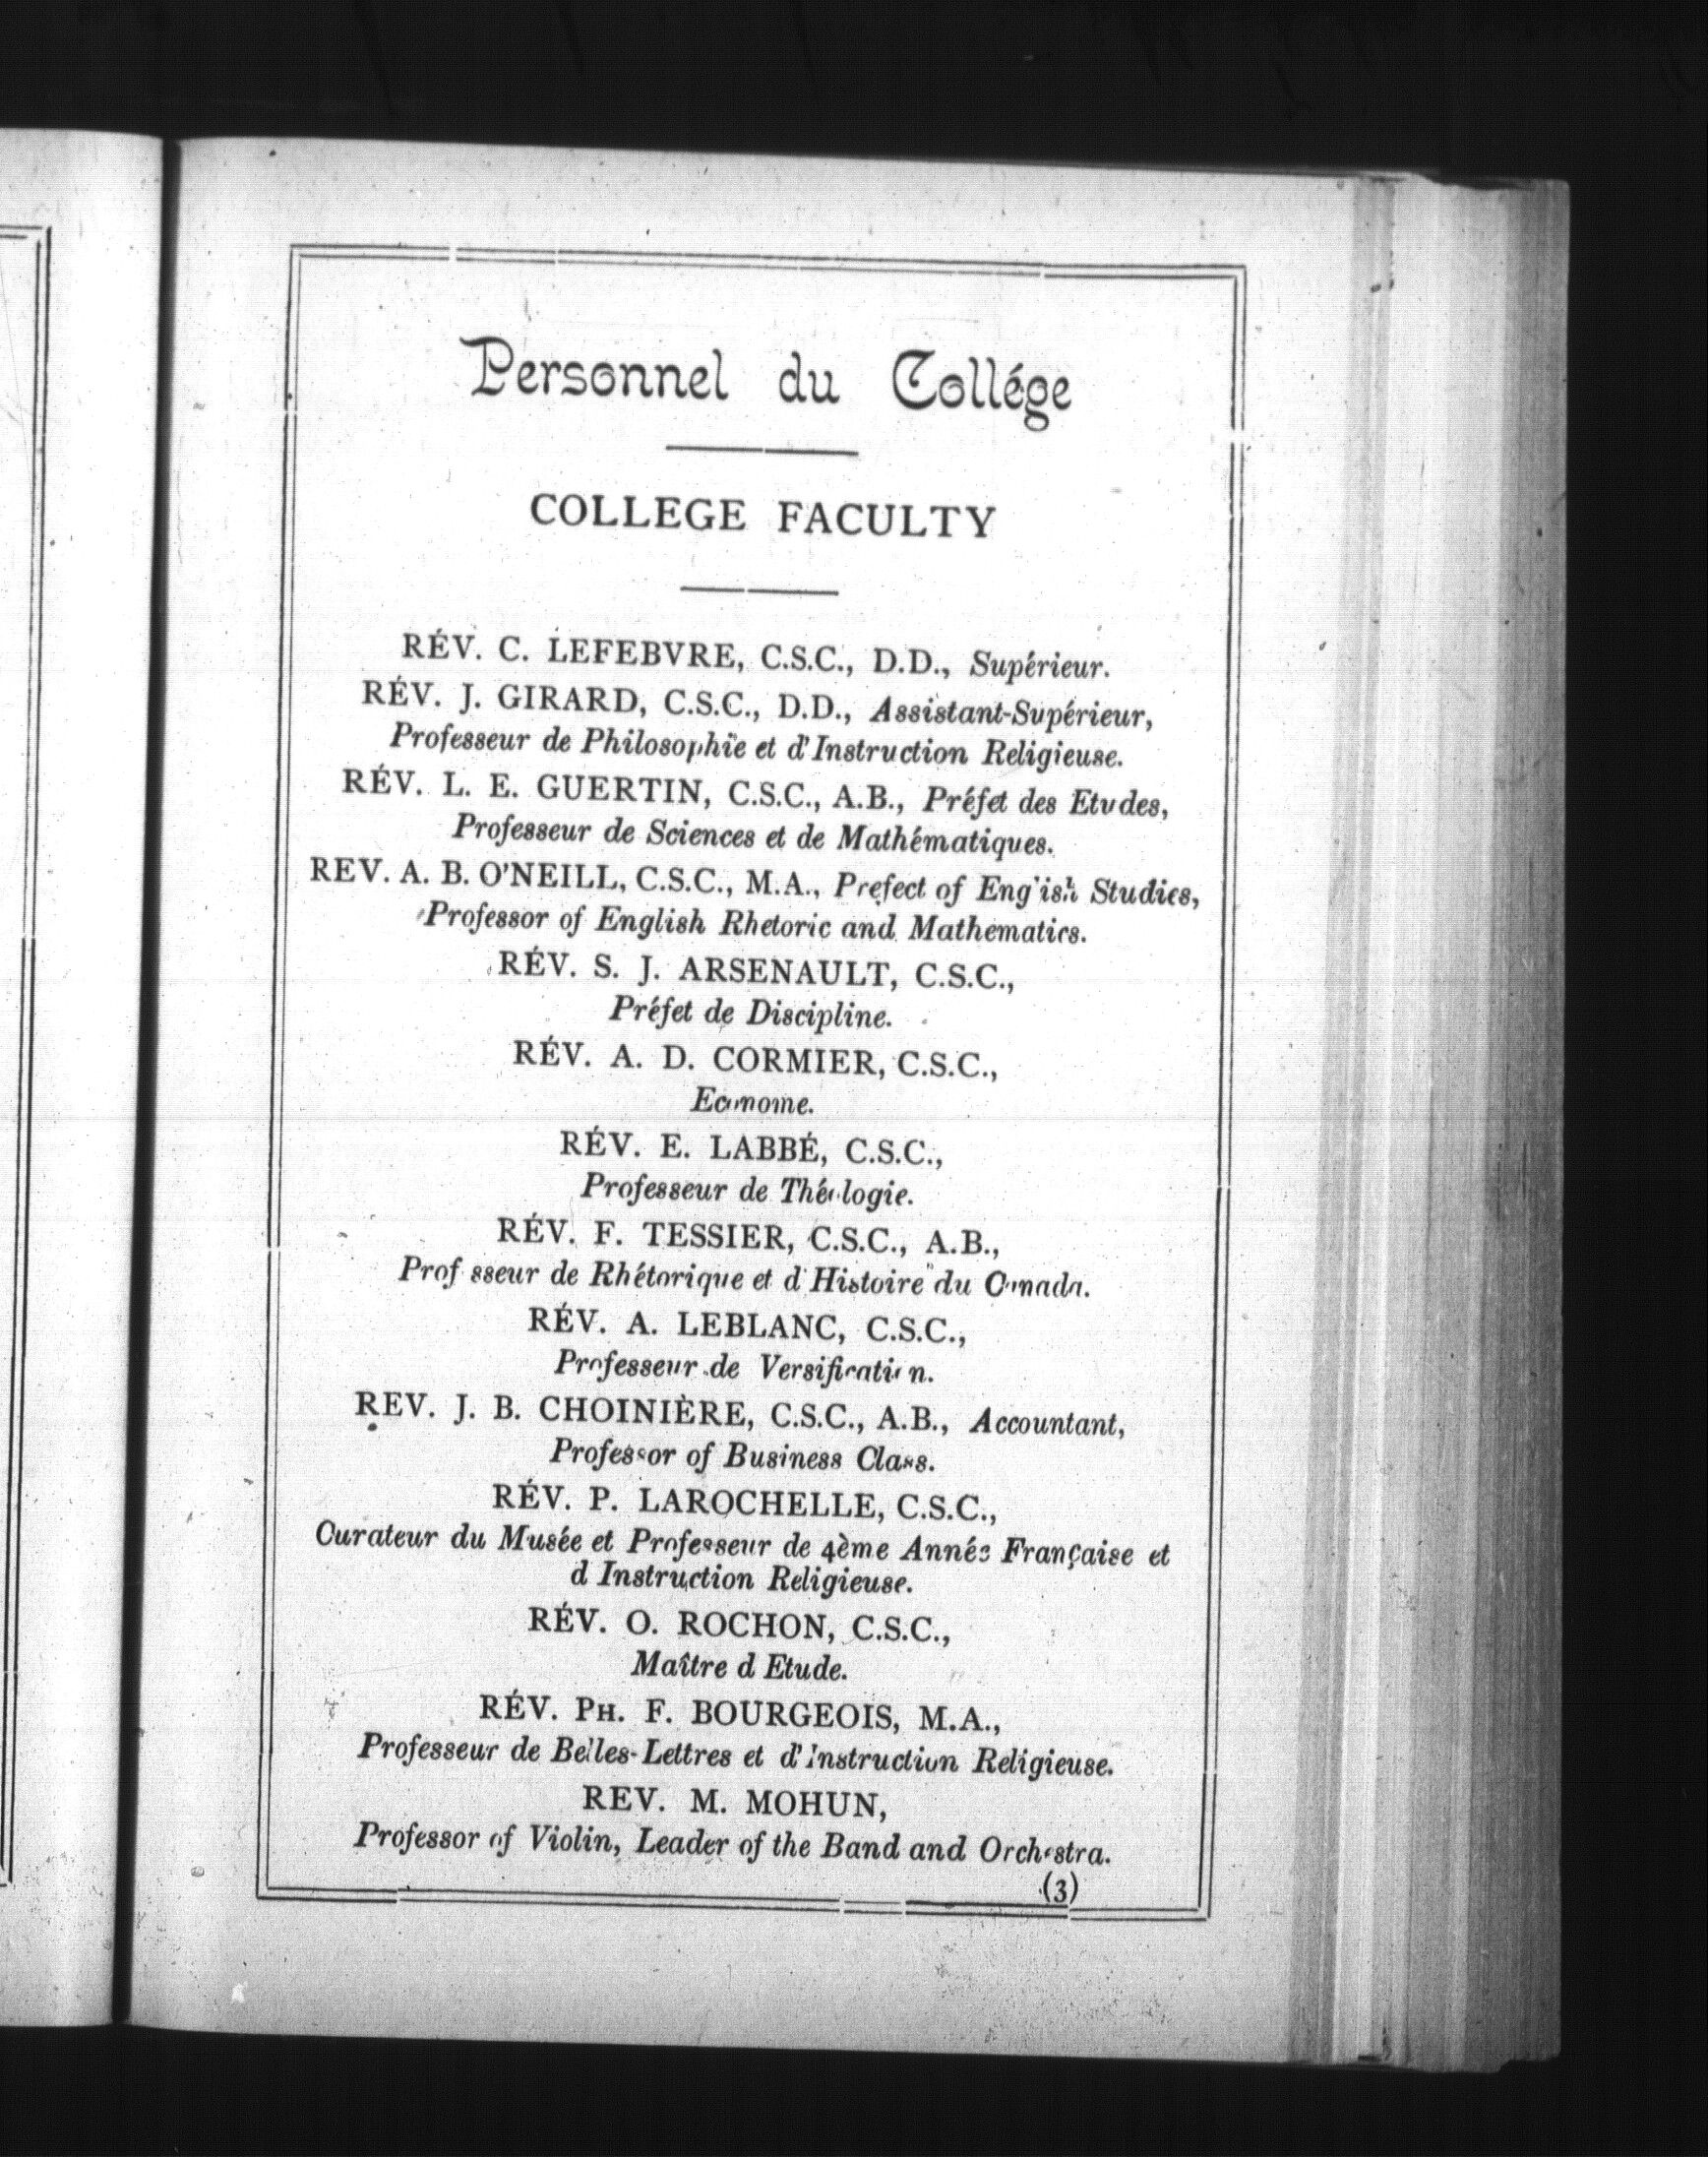 Personnel du Collége
COLLEGE FACULTY
RÉV. C. LEFEBVRE, C.S.C., D.D., Supérieur.
RÉV. J. GIRARD, C.S.C., D.D., Assistant-Supérieur,
Professeur de Philosophie et d'Instruction Religieuse.
RÉV. L. E. GUERTIN, C.S.C., A.B., Préfet des Etudes,
Professeur de Sciences et de Mathématiques.
REV. A. B. O'NEILL, C.S.C., M.A., Prefect of English Studies,
Professor of English Rhetoric and Mathematics.
RÉV. S. J. ARSENAULT, C.S.C.,
Préfet de Discipline.
RÉV. A. D. CORMIER, C.S.C.,
Econome.
RÉV. E. LABBÉ, C.S.C.,
Professeur de Théologie.
RÉV. F. TESSIER, C.S.C., A.B.,
Professeur de Rhétorique et d'Histoire du Canada.
RÉV. A. LEBLANC, C.S.C.,
Professeur de Versification.
REV. J. B. CHOINIÈRE, C.S.C., A.B., Accountant,
Professor of Business Class.
RÉV. P. LAROCHELLE, C.S.C.,
Curateur du Musée et Professeur de 4ème Année Française et
d Instruction Religieuse.
RÉV. O. ROCHON, C.S.C.,
Maître d Etude.
RÉV. PH. F. BOURGEOIS, M.A.,
Professeur de Belles-Lettres et d'Instruction Religieuse.
REV. M. MOHUN,
Professor of Violin, Leader of the Band and Orchestra.
(3)